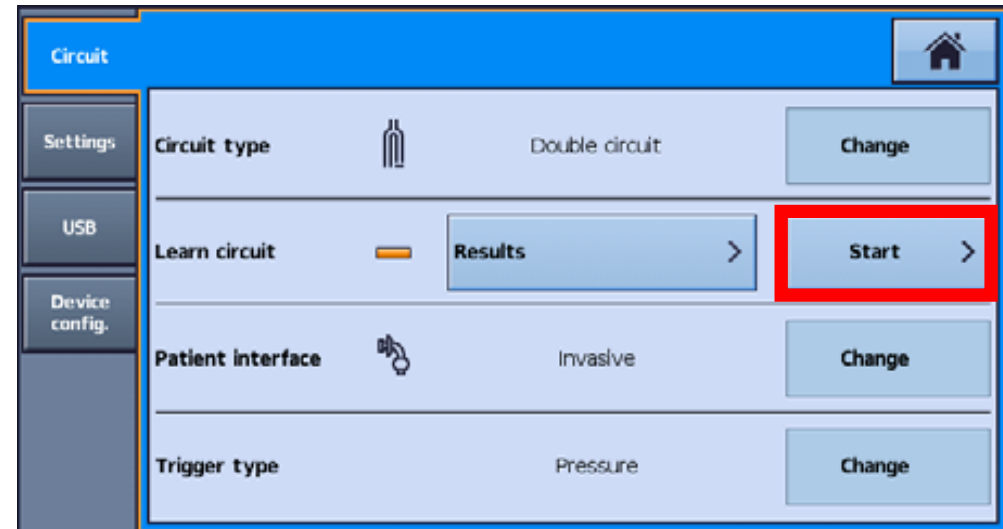 Circuit
Settings
Circuit type
Double circuit
Change
USB
Learn circuit
Results
Start
Device
config.
Patient interface
Invasive
Change
Trigger type
Pressure
Change